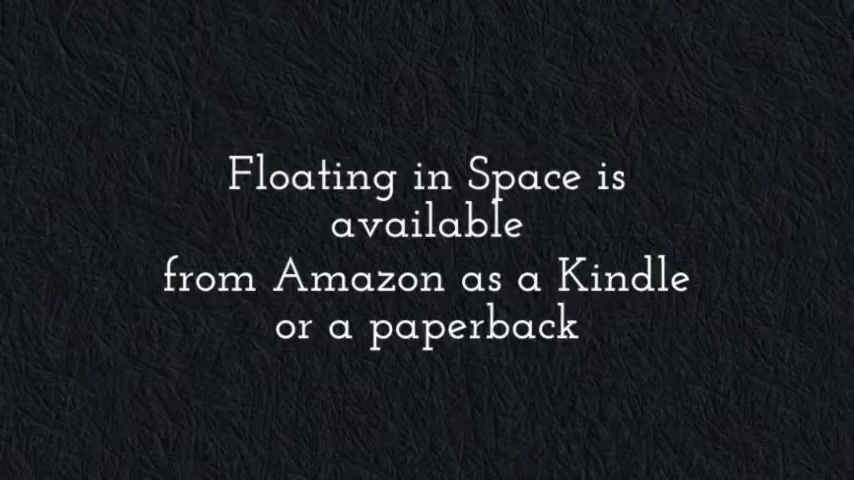 Floating in Space is
available
from Amazon as a Kindle
or a paperback